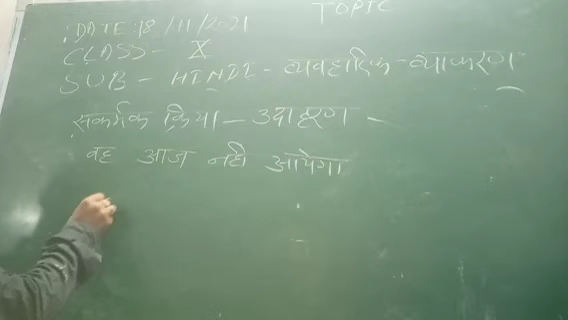 TOPIC
DATE:18/11/2021
CLASS- X
SUB - HINDI - व्यवहारिक-व्याकरण
सकर्मक क्रिया - उदाहरण -
वह आज नही आयेगा